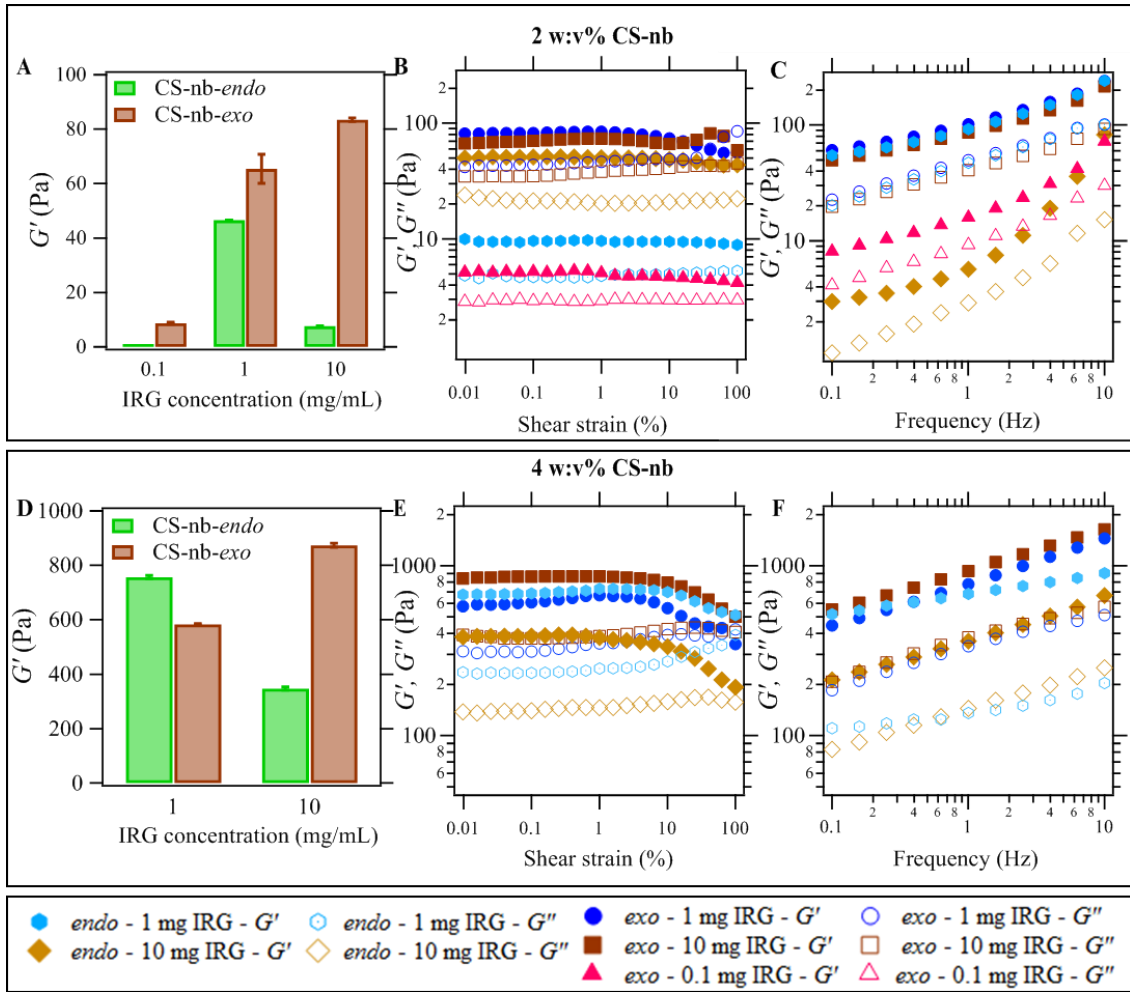 2 w:v% CS-nb
A
100
80
60
40
20
0
G′ (Pa)
CS-nb-endo
CS-nb-exo
0.1
1
10
IRG concentration (mg/mL)
B
2
100
8
6
4
2
10
8
6
4
2
G′, G″ (Pa)
0.01
0.1
1
10
100
Shear strain (%)
C
2
100
8
6
4
2
10
8
6
4
2
G′, G″ (Pa)
0.1
2
4
6
8
1
2
4
6
8
10
Frequency (Hz)
4 w:v% CS-nb
D
1000
800
600
400
200
0
G′ (Pa)
CS-nb-endo
CS-nb-exo
1
10
IRG concentration (mg/mL)
E
2
1000
8
6
4
2
100
8
6
G′, G″ (Pa)
0.01
0.1
1
10
100
Shear strain (%)
F
2
1000
8
6
4
2
100
8
6
G′, G″ (Pa)
0.1
2
4
6
8
1
2
4
6
8
10
Frequency (Hz)
endo - 1 mg IRG - G′
endo - 1 mg IRG - G″
exo - 1 mg IRG - G′
exo - 1 mg IRG - G″
endo - 10 mg IRG - G′
endo - 10 mg IRG - G″
exo - 10 mg IRG - G′
exo - 10 mg IRG - G″
exo - 0.1 mg IRG - G′
exo - 0.1 mg IRG - G″